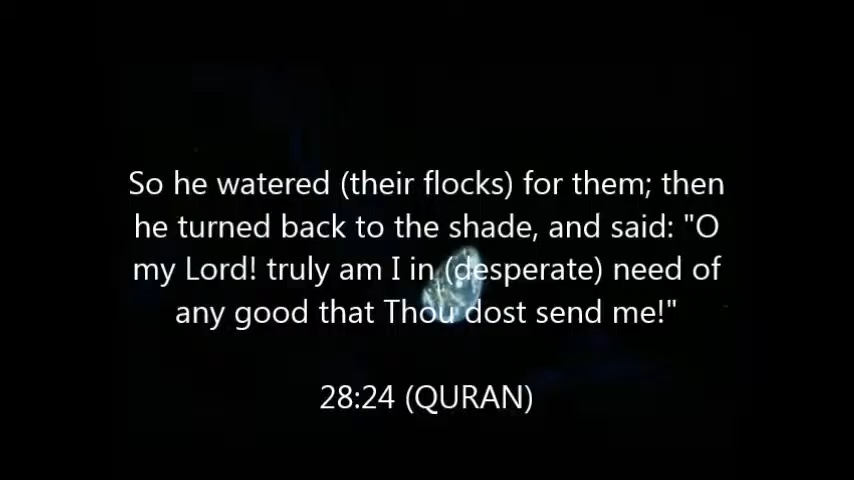 So he watered (their flocks) for them; then
he turned back to the shade, and said: "O
my Lord! truly am I in (desperate) need of
any good that Thou dost send me!"
28:24 (QURAN)